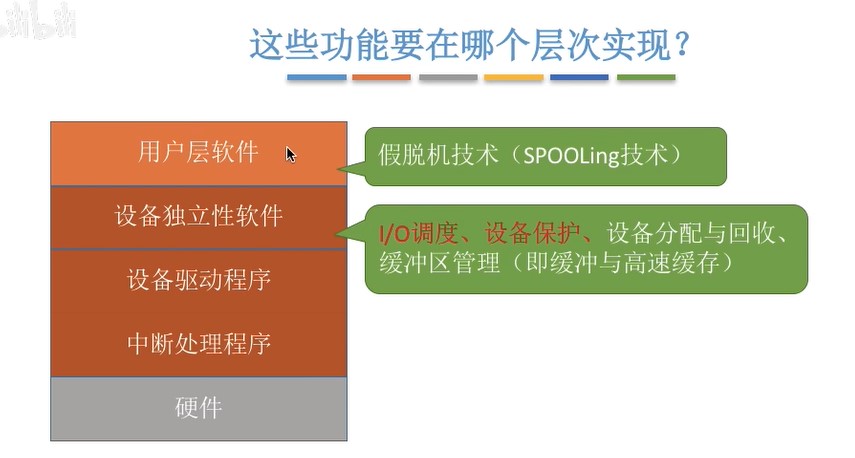 这些功能要在哪个层次实现？
用户层软件
假脱机技术（SPOOLing技术）
设备独立性软件
I/O调度、设备保护、设备分配与回收、
缓冲区管理（即缓冲与高速缓存）
设备驱动程序
中断处理程序
硬件